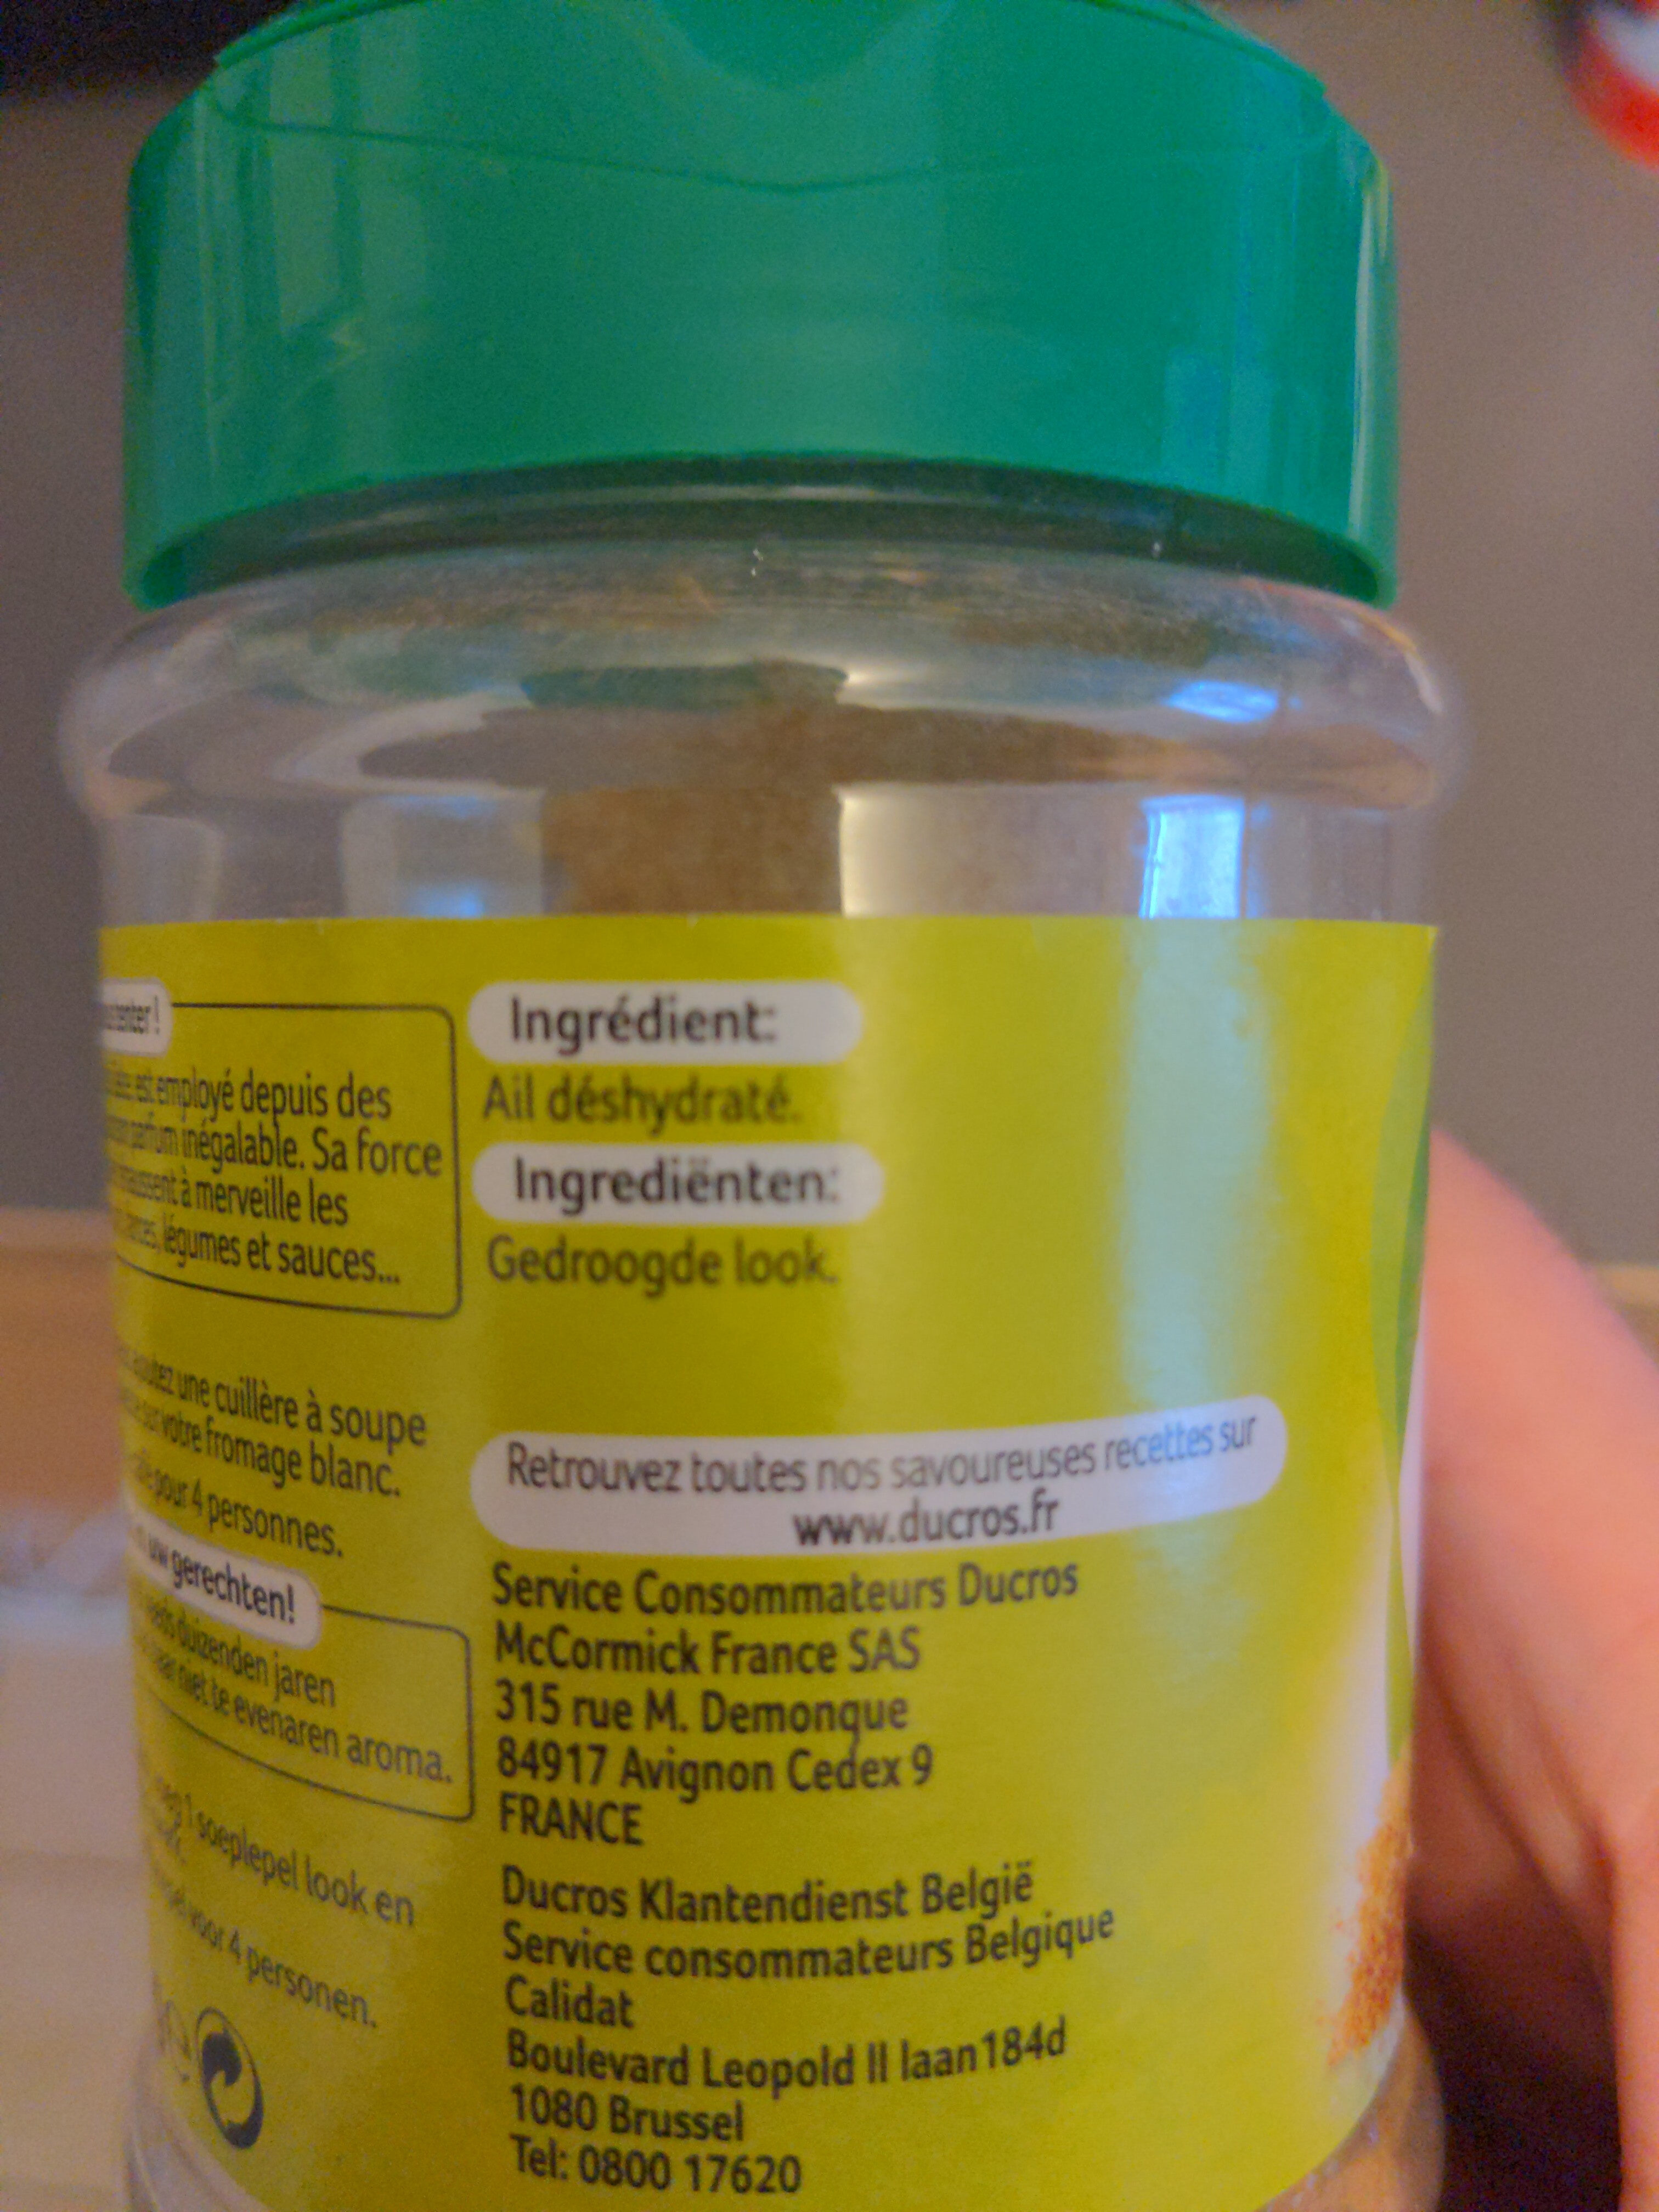 est employé depuis des
parfum inégalable. Sa force
à merveille les
légumes et sauces...
une cuillère à soupe
sur votre fromage blanc.
pour 4 personnes.
uw gerechten!
duizenden jaren
niet te evenaren aroma.
1 soeplepel look en
voor 4 personen.
Ingrédient:
Ail déshydraté.
Ingrediënten:
Gedroogde look.
Retrouvez toutes nos savoureuses recettes sur
www.ducros.fr
Service Consommateurs Ducros
McCormick France SAS
315 rue M. Demonque
84917 Avignon Cedex 9
FRANCE
Ducros Klantendienst België
Service consommateurs Belgique
Calidat
Boulevard Leopold II laan184d
1080 Brussel
Tel: 0800 17620